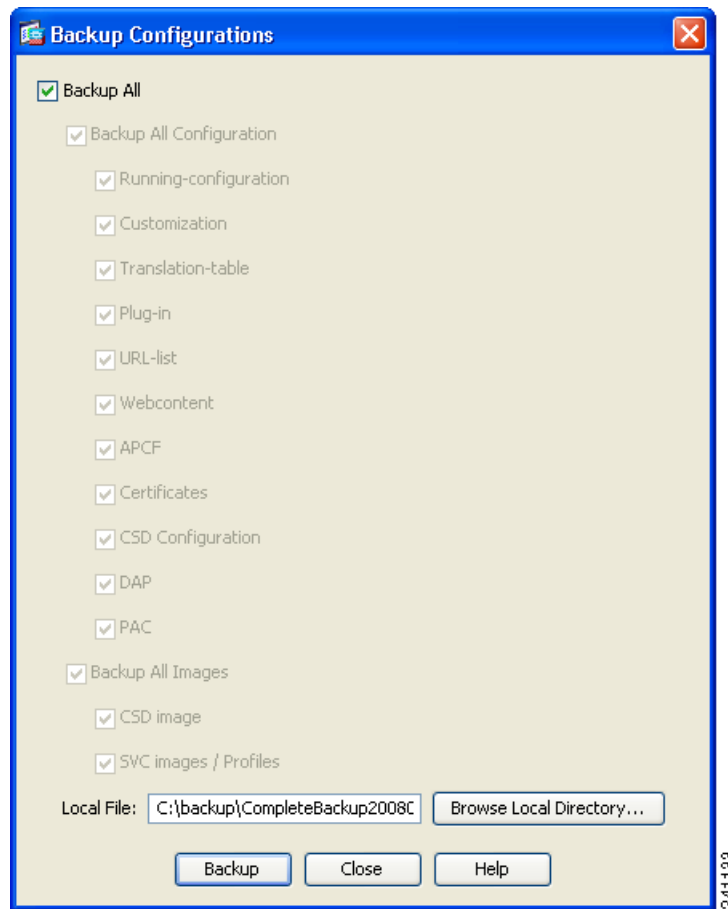 Backup Configurations
Backup All
Backup All Configuration
Running-configuration
Customization
Translation-table
Plug-in
URL-list
Webcontent
APCF
Certificates
CSD Configuration
DAP
PAC
Backup All Images
CSD image
SVC images / Profiles
Local File: C:\backup\CompleteBackup2008 Browse Local Directory...
Backup Close Help